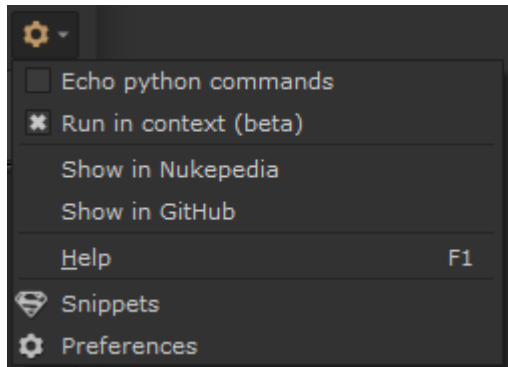 Echo python commands
Run in context (beta)
Show in Nukepedia
Show in GitHub
Help F1
Snippets
Preferences